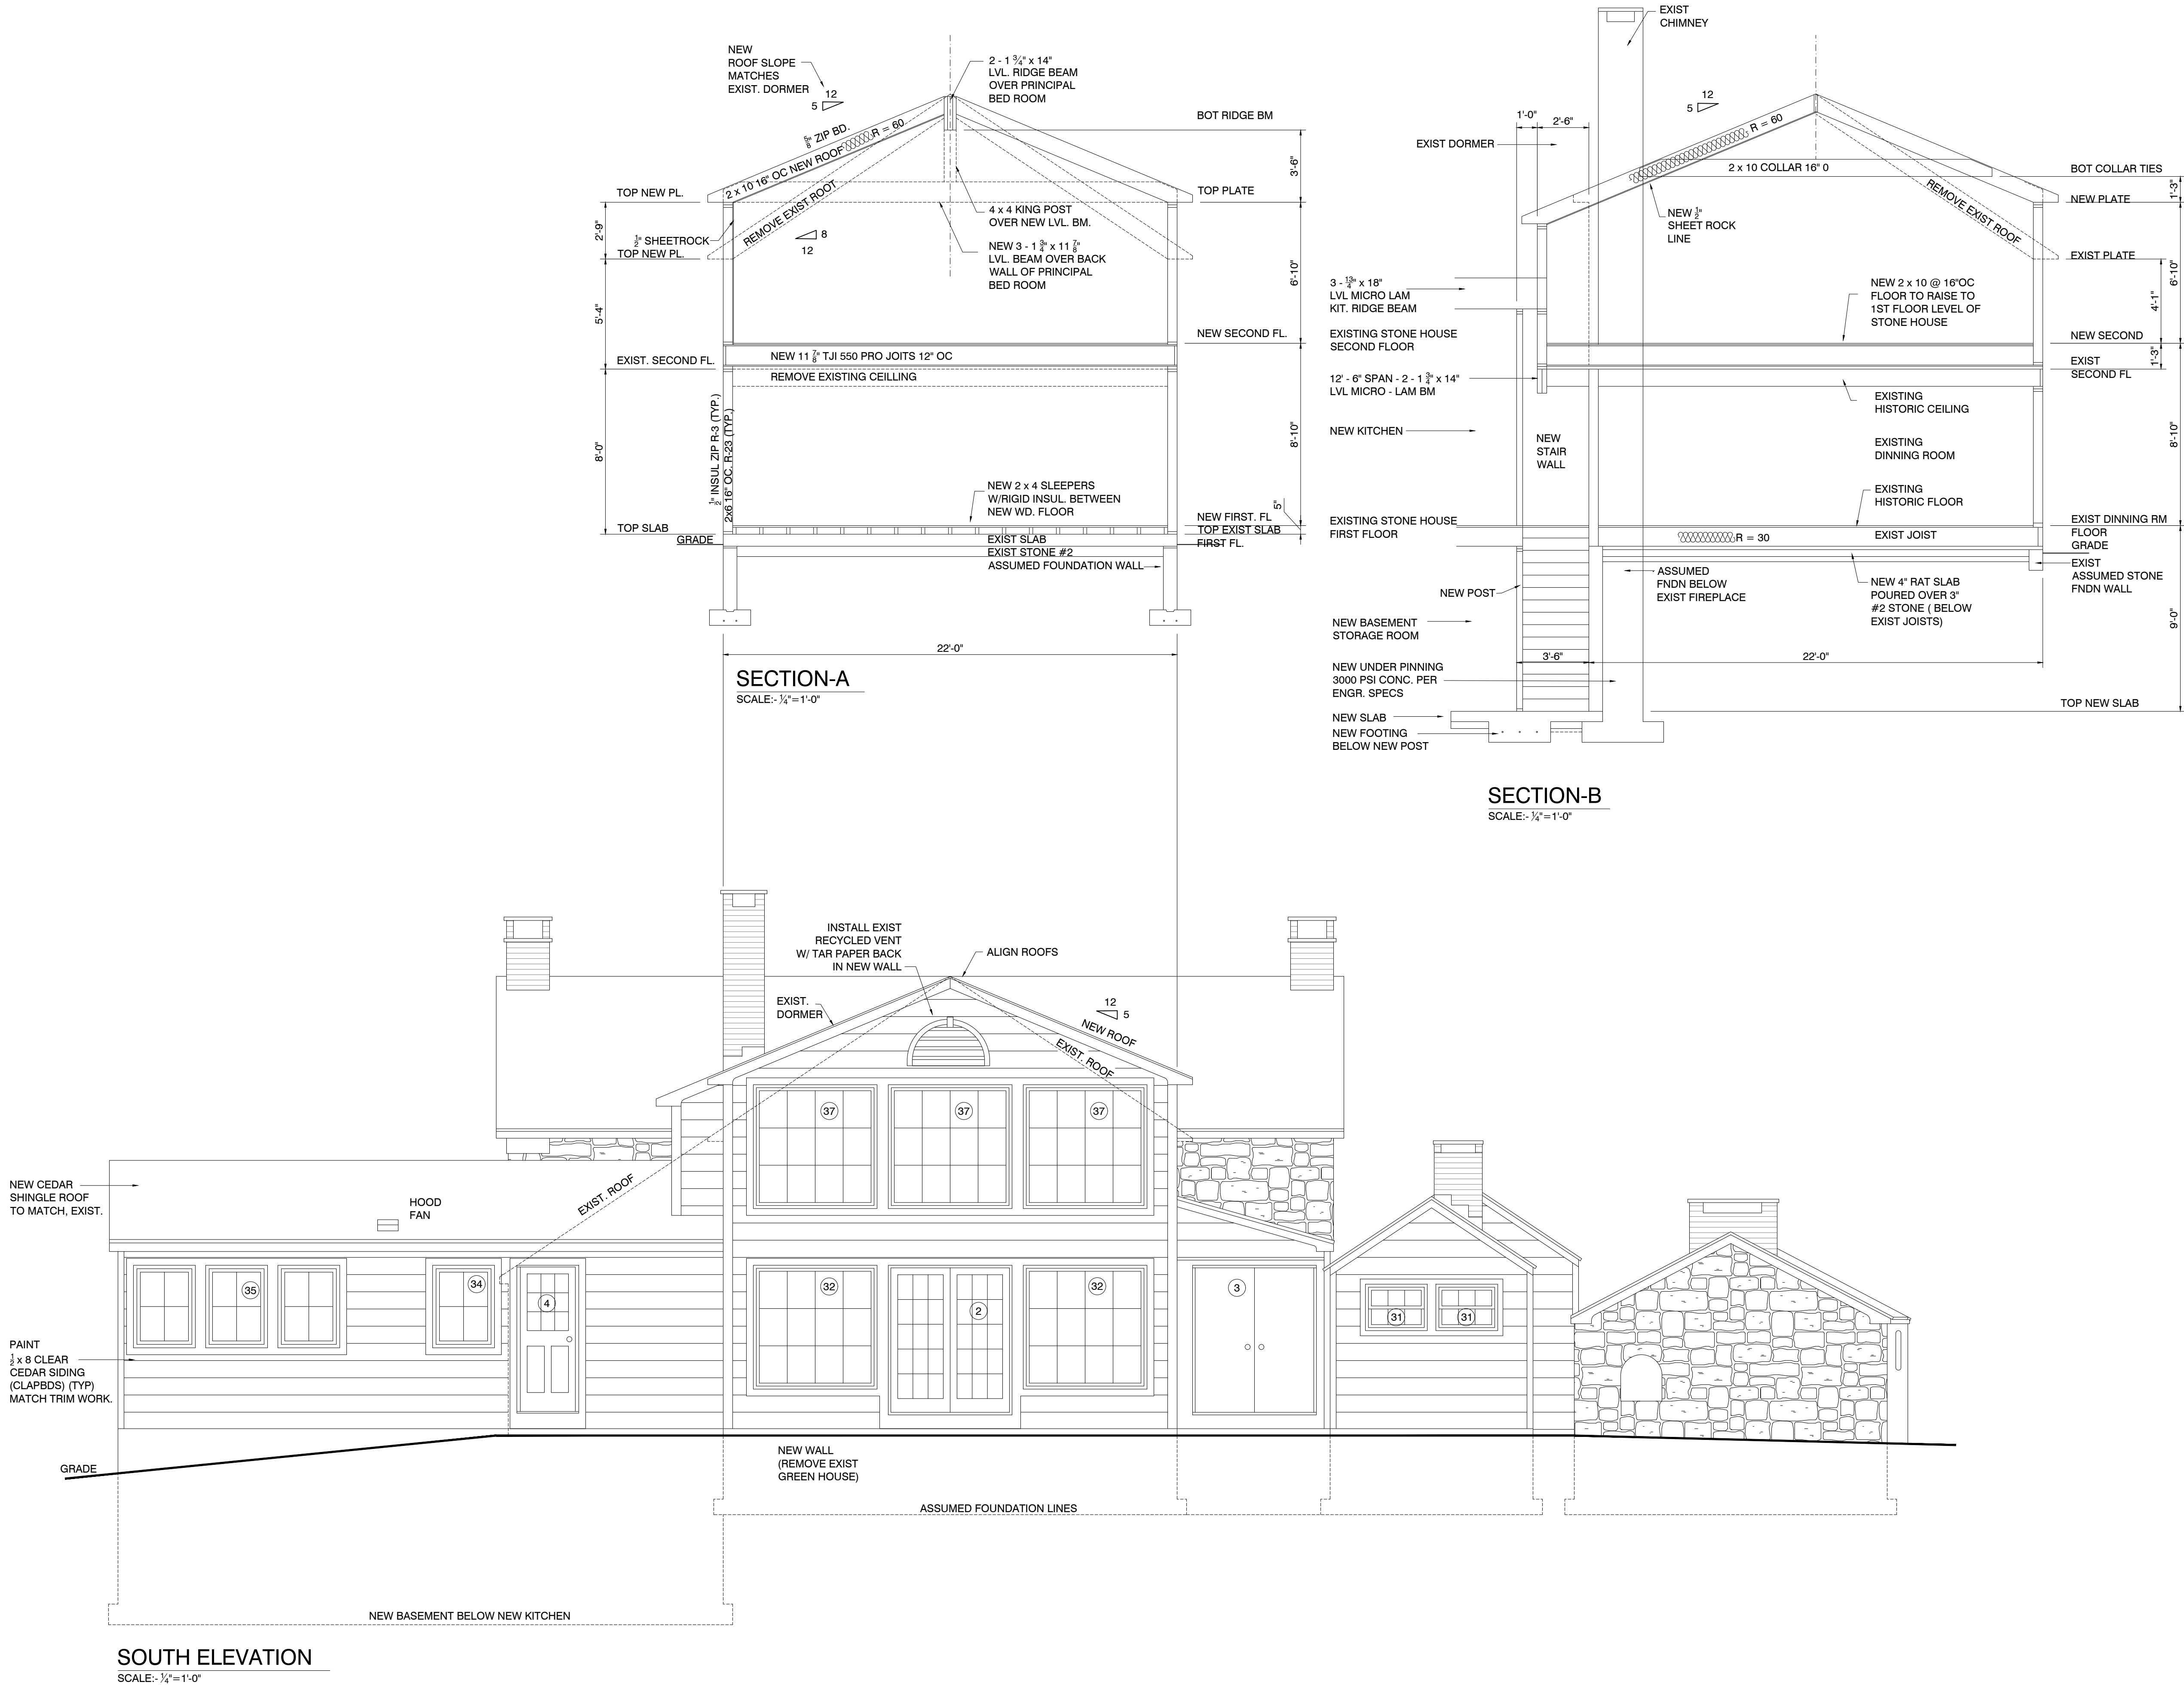 NEW
ROOF SLOPE
MATCHES
EXIST. DORMER
12
5
2 - 1 3/4" x 14"
LVL. RIDGE BEAM
OVER PRINCIPAL
BED ROOM
5/8 ZIP BD.
R = 60
2 x 10 16" OC NEW ROOF
REMOVE EXIST ROOT
BOT RIDGE BM
3'-6"
TOP NEW PL.
TOP PLATE
2'-9"
1/2" SHEETROCK
TOP NEW PL.
8
12
4 x 4 KING POST
OVER NEW LVL. BM.
NEW 3 - 1 3/4" x 11 7/8"
LVL. BEAM OVER BACK
WALL OF PRINCIPAL
BED ROOM
6'-10"
5'-4"
NEW SECOND FL.
EXIST. SECOND FL.
NEW 11 7/8" TJI 550 PRO JOITS 12" OC
REMOVE EXISTING CEILLING
8'-0"
1/2" INSUL ZIP R-3 (TYP.)
2x6 16" OC. R-23 (TYP.)
8'-10"
NEW 2 x 4 SLEEPERS
W/RIGID INSUL. BETWEEN
NEW WD. FLOOR
5"
TOP SLAB
GRADE
NEW FIRST. FL
TOP EXIST SLAB
FIRST FL.
EXIST SLAB
EXIST STONE #2
ASSUMED FOUNDATION WALL
22'-0"
SECTION-A
SCALE:- 1/4"=1'-0"
EXIST
CHIMNEY
12
5
1'-0"
2'-6"
EXIST DORMER
R = 60
2 x 10 COLLAR 16" 0
BOT COLLAR TIES
1'-3"
NEW PLATE
REMOVE EXIST ROOF
NEW 1/2"
SHEET ROCK
LINE
EXIST PLATE
3 - 13/4" x 18"
LVL MICRO LAM
KIT. RIDGE BEAM
NEW 2 x 10 @ 16"OC
FLOOR TO RAISE TO
1ST FLOOR LEVEL OF
STONE HOUSE
4'-1"
6'-10"
EXISTING STONE HOUSE
SECOND FLOOR
NEW SECOND
1'-3"
EXIST
SECOND FL
12' - 6" SPAN - 2 - 1 3/4" x 14"
LVL MICRO - LAM BM
EXISTING
HISTORIC CEILING
NEW KITCHEN
NEW
STAIR
WALL
EXISTING
DINNING ROOM
8'-10"
EXISTING
HISTORIC FLOOR
EXISTING STONE HOUSE
FIRST FLOOR
EXIST DINNING RM
FLOOR
GRADE
R = 30
EXIST JOIST
EXIST
ASSUMED STONE
FNDN WALL
NEW POST
ASSUMED
FNDN BELOW
EXIST FIREPLACE
NEW 4" RAT SLAB
POURED OVER 3"
#2 STONE ( BELOW
EXIST JOISTS)
9'-0"
NEW BASEMENT
STORAGE ROOM
3'-6"
22'-0"
NEW UNDER PINNING
3000 PSI CONC. PER
ENGR. SPECS
TOP NEW SLAB
NEW SLAB
NEW FOOTING
BELOW NEW POST
SECTION-B
SCALE:- 1/4"=1'-0"
INSTALL EXIST
RECYCLED VENT
W/ TAR PAPER BACK
IN NEW WALL
ALIGN ROOFS
EXIST.
DORMER
12
5
NEW ROOF
EXIST. ROOF
37
37
37
NEW CEDAR
SHINGLE ROOF
TO MATCH, EXIST.
HOOD
FAN
EXIST. ROOF
35
34
4
32
2
32
3
31
31
PAINT
1/2 x 8 CLEAR
CEDAR SIDING
(CLAPBDS) (TYP)
MATCH TRIM WORK.
GRADE
NEW WALL
(REMOVE EXIST
GREEN HOUSE)
ASSUMED FOUNDATION LINES
NEW BASEMENT BELOW NEW KITCHEN
SOUTH ELEVATION
SCALE:- 1/4"=1'-0"